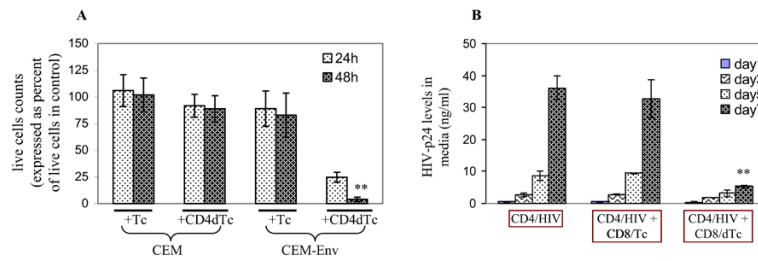 A
live cells counts
(expressed as percent
of live cells in control)
150
125
100
75
50
25
0
24h
48h
**
+Tc
+CD4dTc
+Tc
+CD4dTc
CEM
CEM-Env
B
HIV-p24 levels in
media (ng/ml)
50
40
30
20
10
0
day1
day3
day5
day7
**
CD4/HIV
CD4/HIV +
CD8/Tc
CD4/HIV +
CD8/dTc